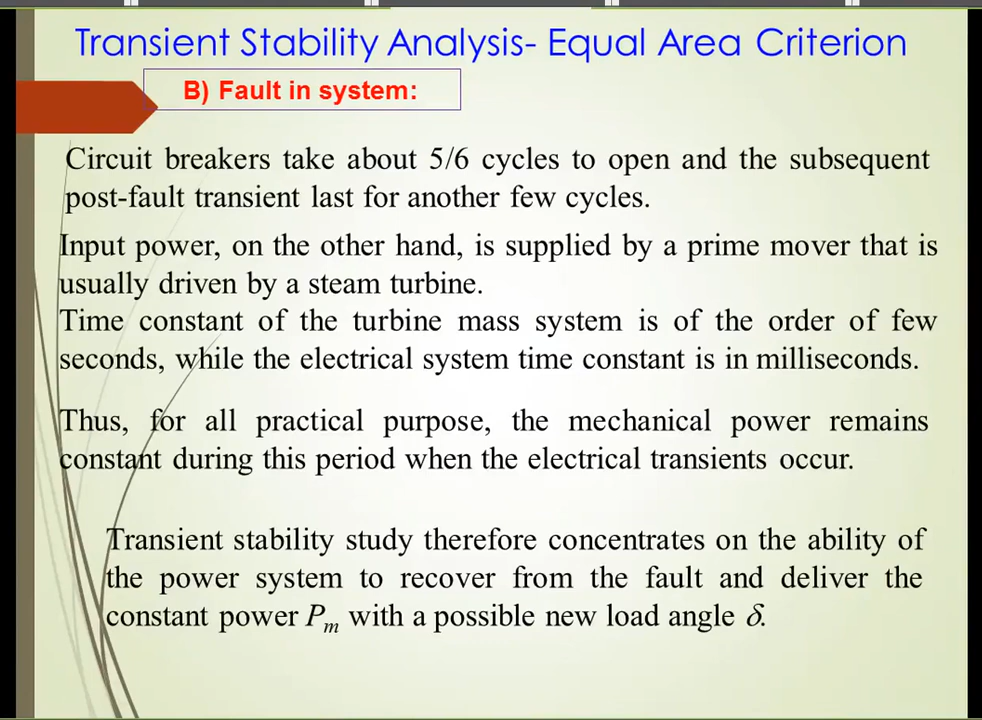 Transient Stability Analysis- Equal Area Criterion
B) Fault in system:
Circuit breakers take about 5/6 cycles to open and the subsequent
post-fault transient last for another few cycles.
Input power, on the other hand, is supplied by a prime mover that is
usually driven by a steam turbine.
Time constant of the turbine mass system is of the order of few
seconds, while the electrical system time constant is in milliseconds.
Thus, for all practical purpose, the mechanical power remains
constant during this period when the electrical transients occur.
Transient stability study therefore concentrates on the ability of
the power system to recover from the fault and deliver the
constant power Pm with a possible new load angle δ.